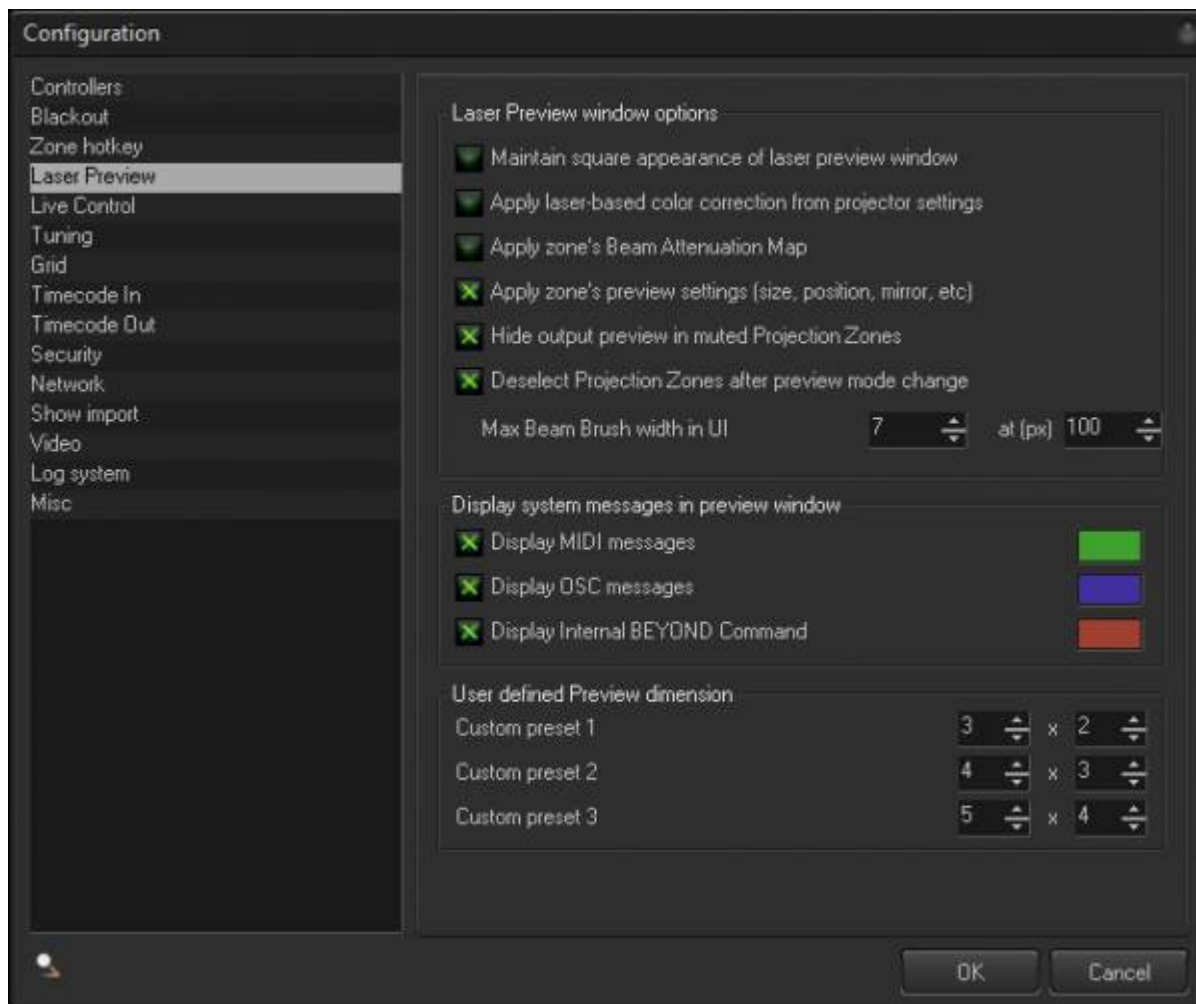 Configuration
Controllers
Blackout
Zone hotkey
Laser Preview
Live Control
Tuning
Grid
Timecode In
Timecode Out
Security
Network
Show import
Video
Log system
Misc
Laser Preview window options
Maintain square appearance of laser preview window
Apply laser-based color correction from projector settings
Apply zone's Beam Attenuation Map
Apply zone's preview settings (size, position, mirror, etc)
Hide output preview in muted Projection Zones
Deselect Projection Zones after preview mode change
Max Beam Brush width in UI 7 at (px) 100
Display system messages in preview window
Display MIDI messages
Display OSC messages
Display Internal BEYOND Command
User defined Preview dimension
Custom preset 1 3 x 2
Custom preset 2 4 x 3
Custom preset 3 5 x 4
OK Cancel